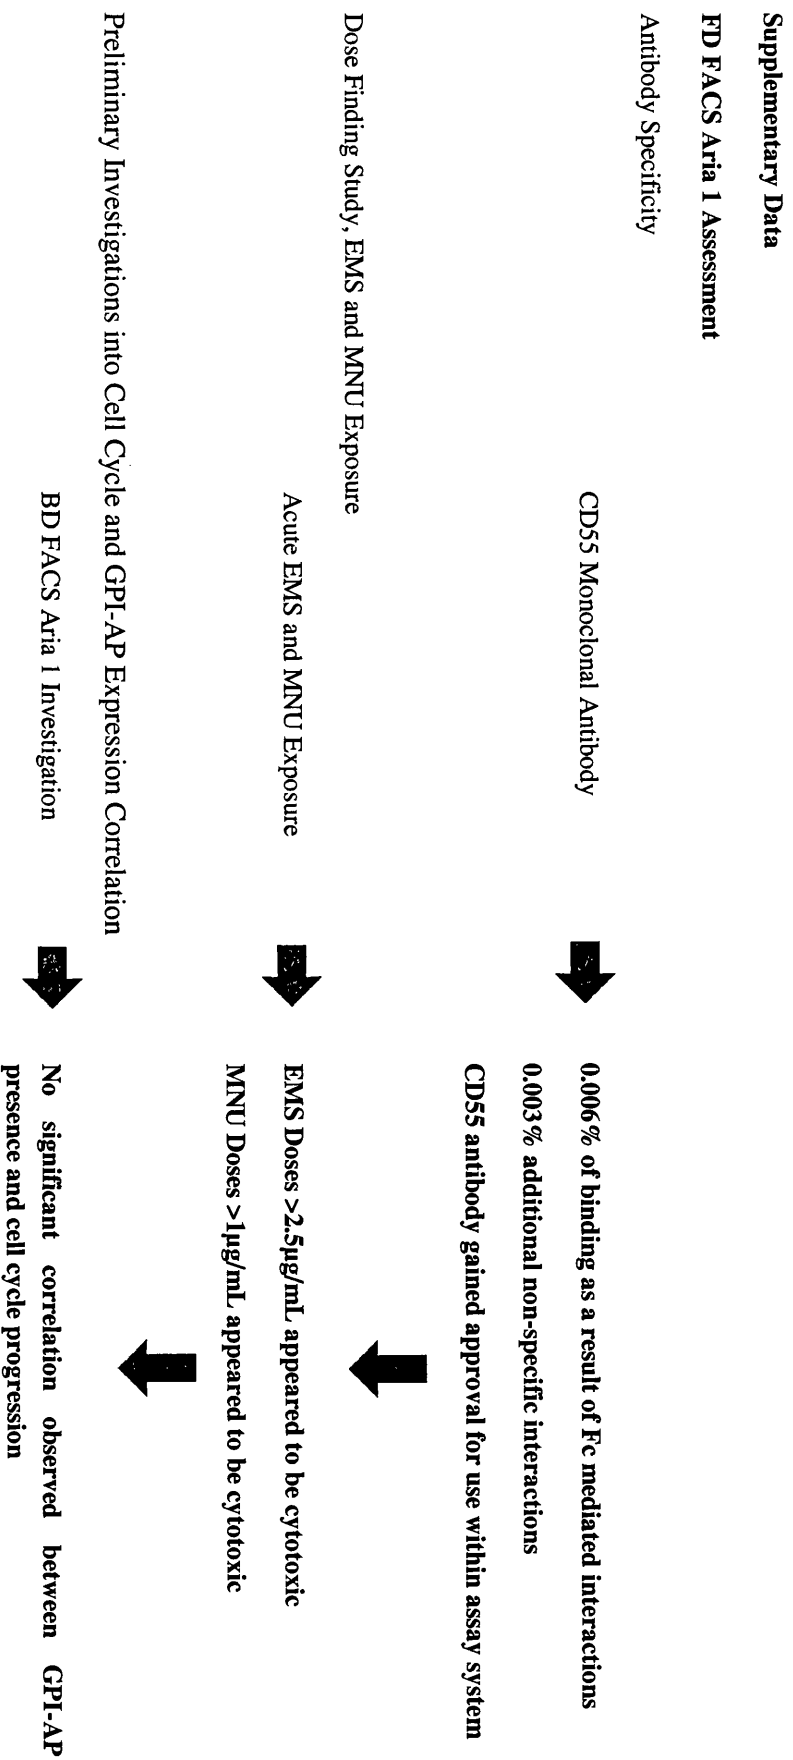 Supplementary Data
FD FACS Aria 1 Assessment
Antibody Specificity
CD55 Monoclonal Antibody
0.006% of binding as a result of Fc mediated interactions
0.003% additional non-specific interactions
CD55 antibody gained approval for use within assay system
Dose Finding Study, EMS and MNU Exposure
Acute EMS and MNU Exposure
EMS Doses >2.5µg/mL appeared to be cytotoxic
MNU Doses >1µg/mL appeared to be cytotoxic
Preliminary Investigations into Cell Cycle and GPI-AP Expression Correlation
BD FACS Aria 1 Investigation
No significant correlation observed between GPI-AP
presence and cell cycle progression